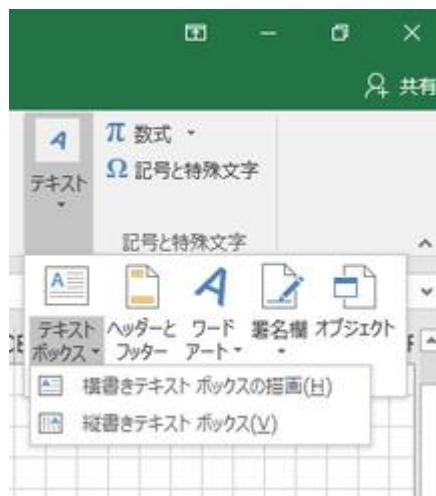 共有
テキスト
π 数式
Ω 記号と特殊文字
記号と特殊文字
テキスト ボックス
ヘッダーと フッター
ワード アート
署名欄
オブジェクト
横書きテキスト ボックスの描画(H)
縦書きテキスト ボックス(V)